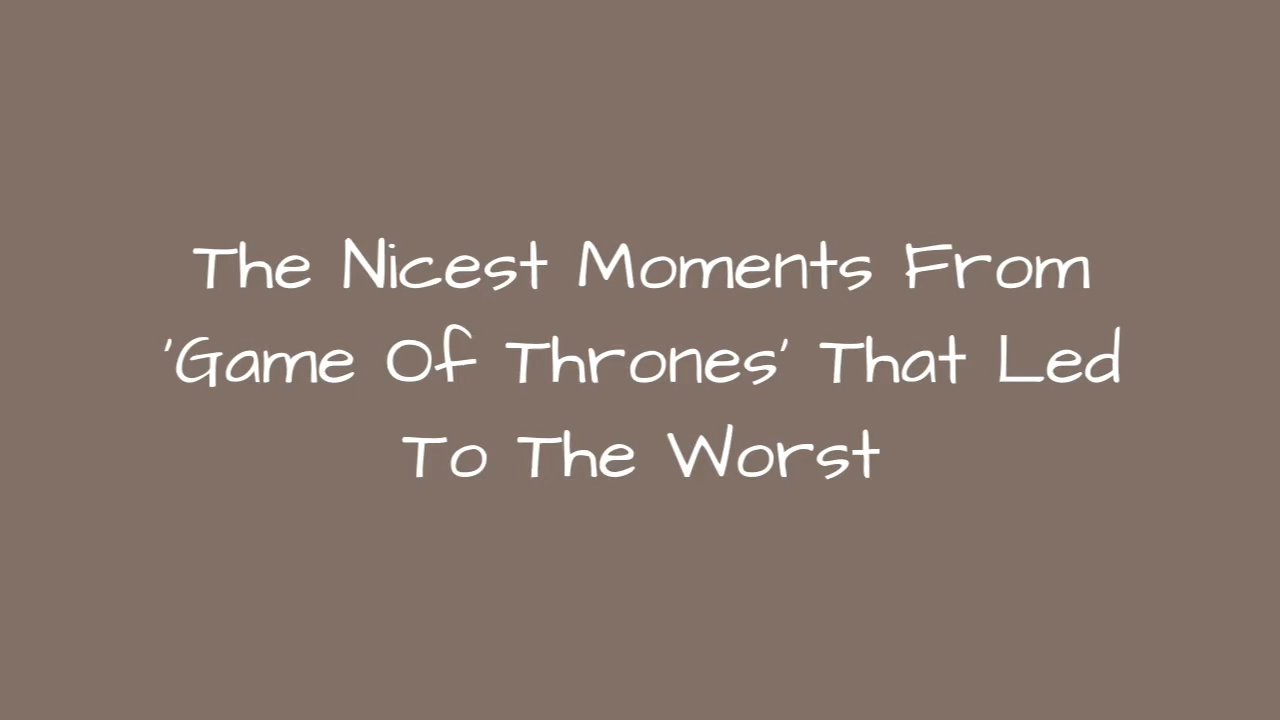 The Nicest Moments From
'Game Of Thrones' That Led
To The Worst